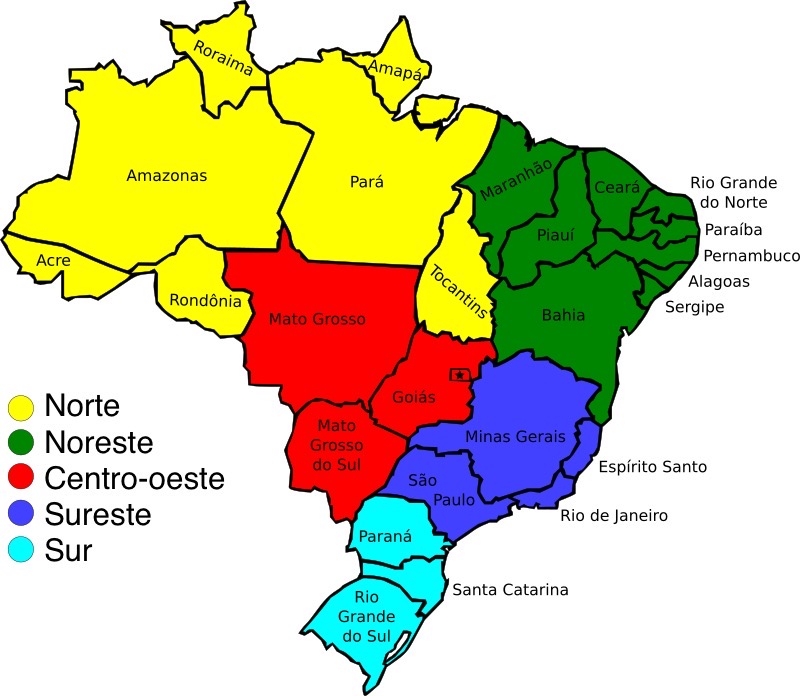 Roraima
Amapá
Amazonas
Pará
Maranhão
Ceará
Rio Grande
do Norte
Piauí
Paraíba
Pernambuco
Acre
Rondônia
Tocantins
Alagoas
Sergipe
Mato Grosso
Bahia
Goiás
Mato
Grosso
do Sul
Minas Gerais
Espírito Santo
São
Paulo
Rio de Janeiro
Paraná
Santa Catarina
Rio
Grande
do Sul
Norte
Noreste
Centro-oeste
Sureste
Sur